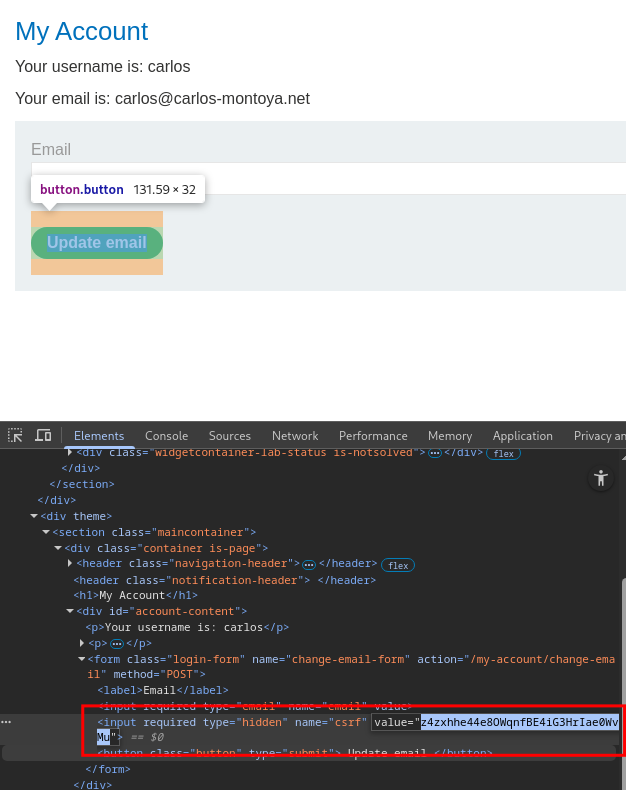 My Account
Your username is: carlos
Your email is: carlos@carlos-montoya.net
Email
button.button 131.59 × 32
Update email
Elements Console Sources Network Performance Memory Application Privacy an
<div class="widgetcontainer-lab-status is-notsolved"> ⋯ </div> flex
</div>
</section>
</div>
<div theme>
<section class="maincontainer">
<div class="container is-page">
<header class="navigation-header"> ⋯ </header> flex
<header class="notification-header"> </header>
<h1>My Account</h1>
<div id="account-content">
<p>Your username is: carlos</p>
<p> ⋯ </p>
<form class="login-form" name="change-email-form" action="/my-account/change-ema
il" method="POST">
<label>Email</label>
<input required type="email" name="email" value>
<input required type="hidden" name="csrf" value="z4zxhhe44e8OWqnfBE4iG3HrIae0Wv
Mu"> == $0
<button class="button" type="submit"> Update email </button>
</form>
</div>